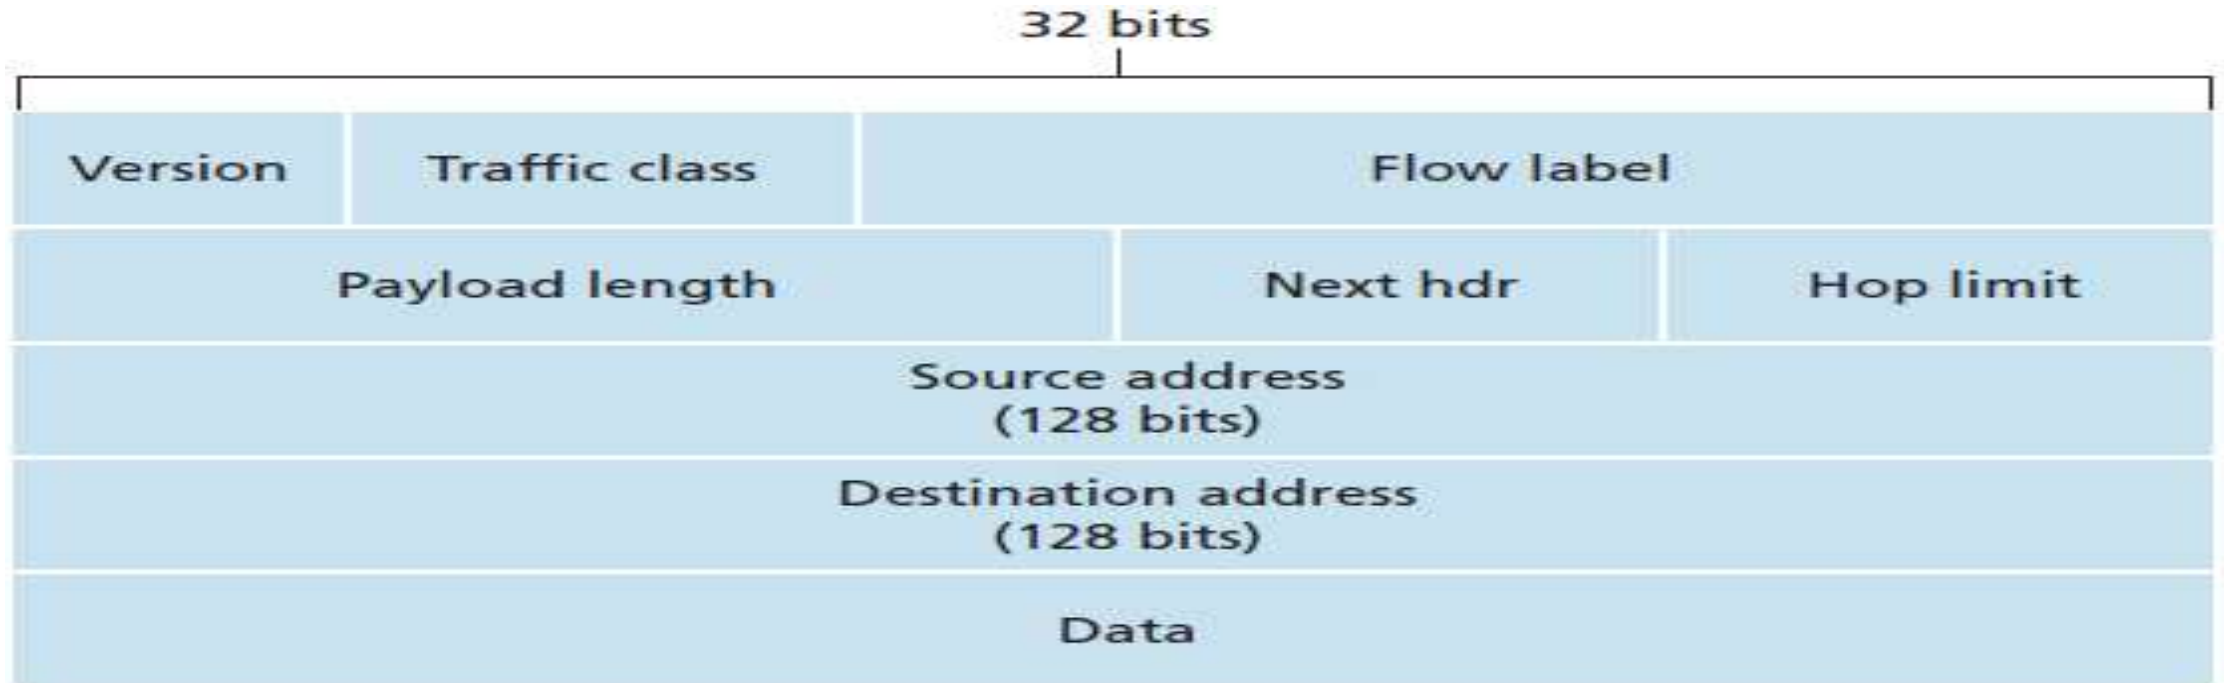 32 bits
Version Traffic class Flow label
Payload length Next hdr Hop limit
Source address
(128 bits)
Destination address
(128 bits)
Data